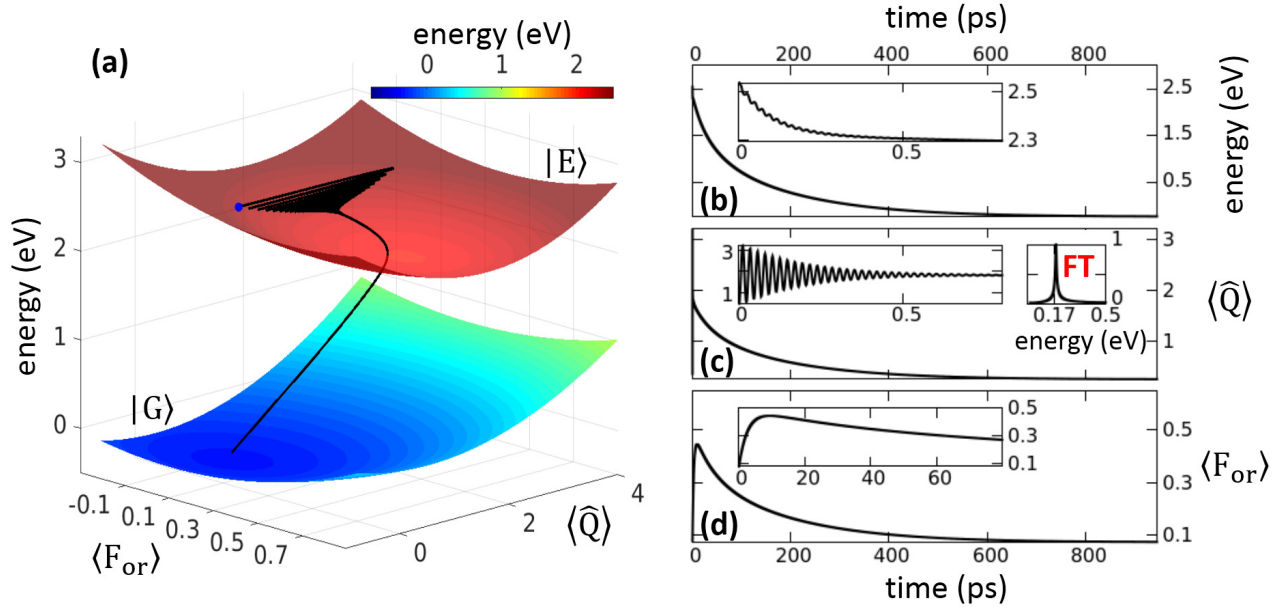 energy (eV)
(a)
0 1 2
|E⟩
3
2
1
0
energy (eV)
|G⟩
-0.1 0.1 0.3 0.5 0.7
⟨F_or⟩
0 2 4
⟨Q̂⟩
time (ps)
0 200 400 600 800
2.5
1.5
0.5
energy (eV)
2.5
2.3
0 0.5
(b)
3
2
1
⟨Q̂⟩
3
1
0 0.5
1
0
FT
0.17 0.5
energy (eV)
(c)
0.5
0.3
0.1
⟨F_or⟩
0.5
0.3
0.1
0 20 40 60
(d)
0 200 400 600 800
time (ps)